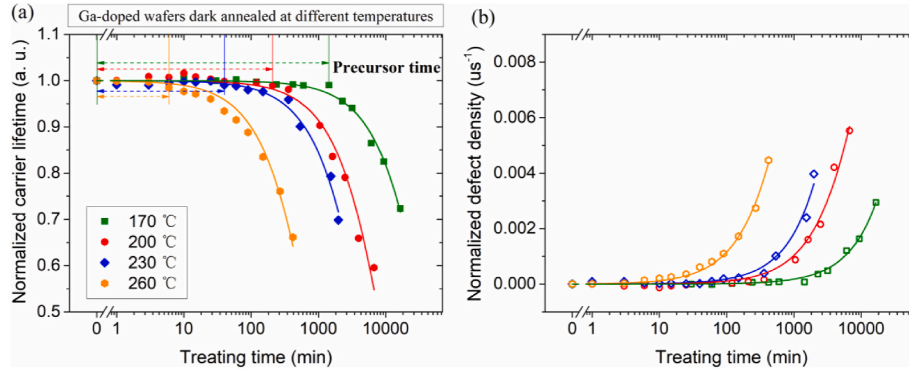 (a)
Ga-doped wafers dark annealed at different temperatures
Precursor time
Normalized carrier lifetime (a. u.)
1.1
1.0
0.9
0.8
0.7
0.6
0.5
0.4
170 ℃
200 ℃
230 ℃
260 ℃
0 1 10 100 1000 10000
Treating time (min)
(b)
Normalized defect density (us⁻¹)
0.008
0.006
0.004
0.002
0.000
0 1 10 100 1000 10000
Treating time (min)